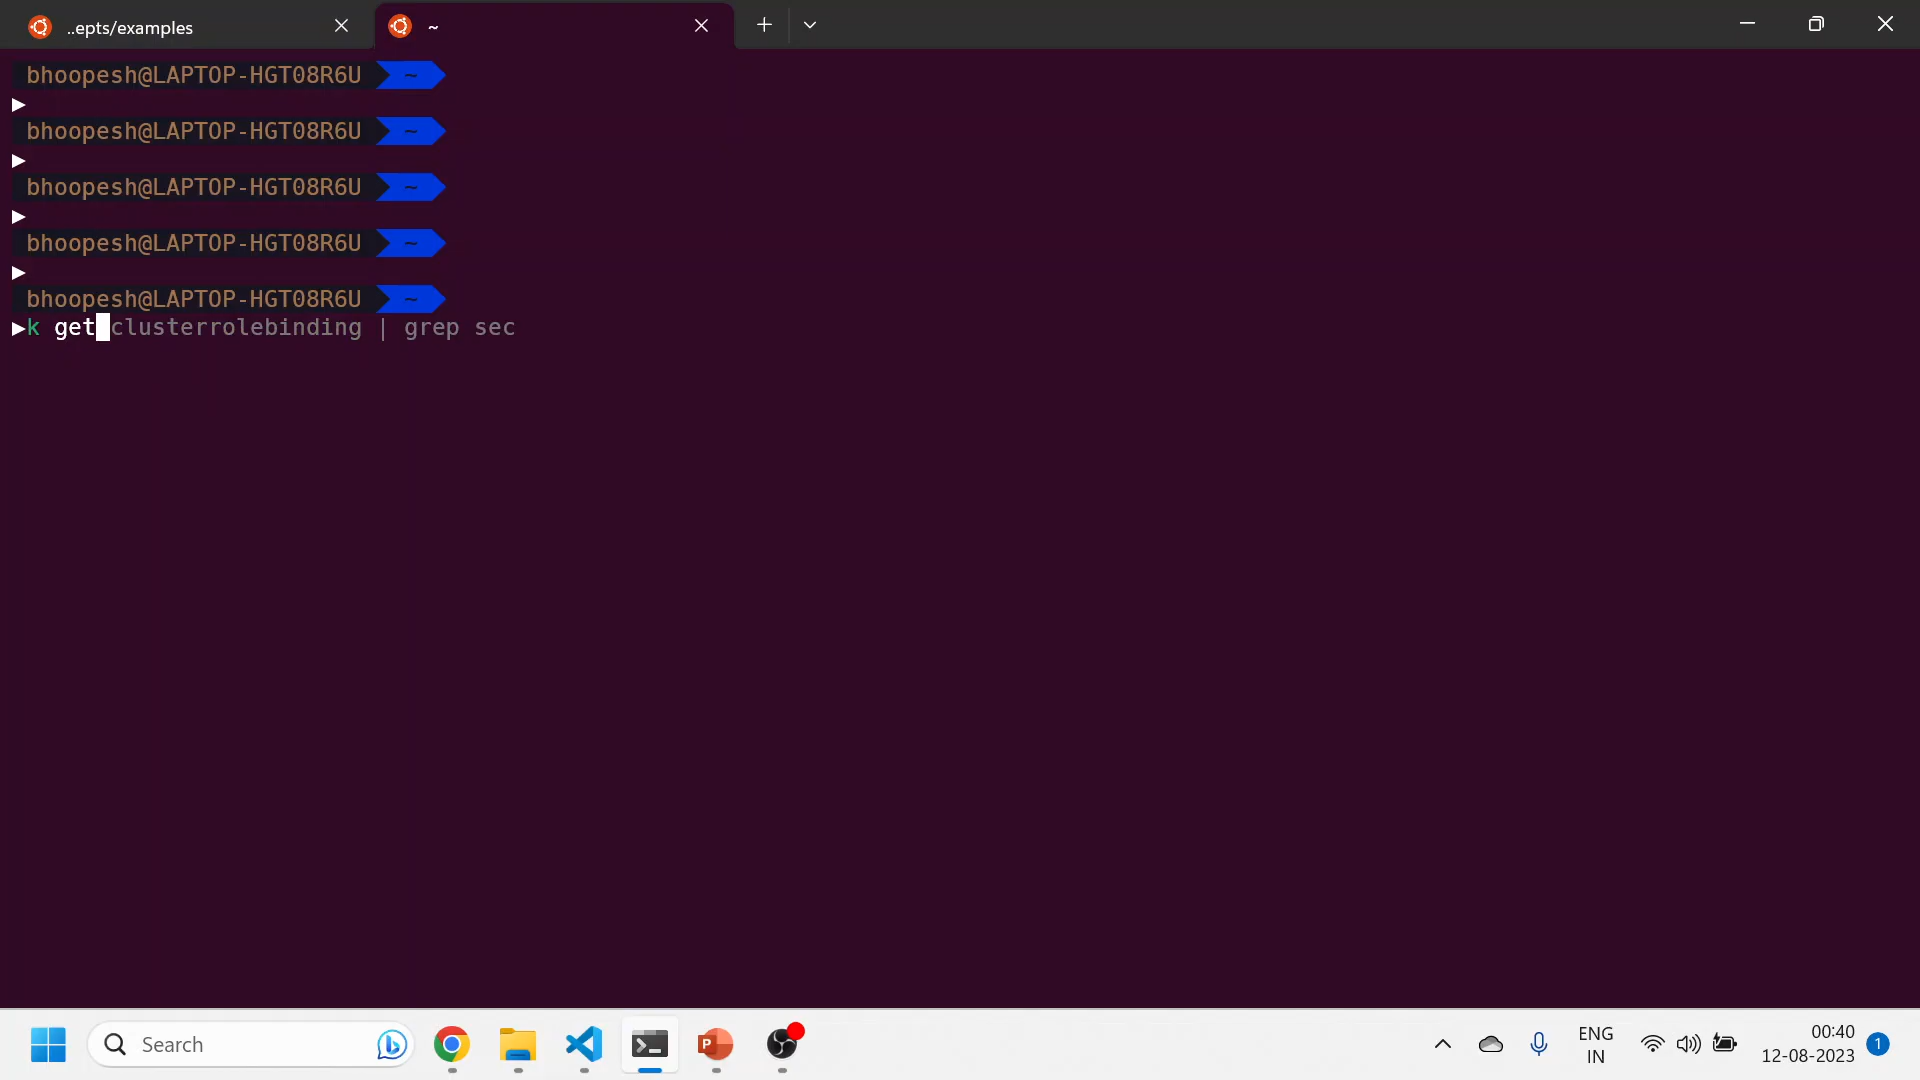 ..epts/examples
~
bhoopesh@LAPTOP-HGT08R6U ~
▶
bhoopesh@LAPTOP-HGT08R6U ~
▶
bhoopesh@LAPTOP-HGT08R6U ~
▶
bhoopesh@LAPTOP-HGT08R6U ~
▶
bhoopesh@LAPTOP-HGT08R6U ~
▶k get clusterrolebinding | grep sec
Search
P
ENG
IN
00:40
12-08-2023
1